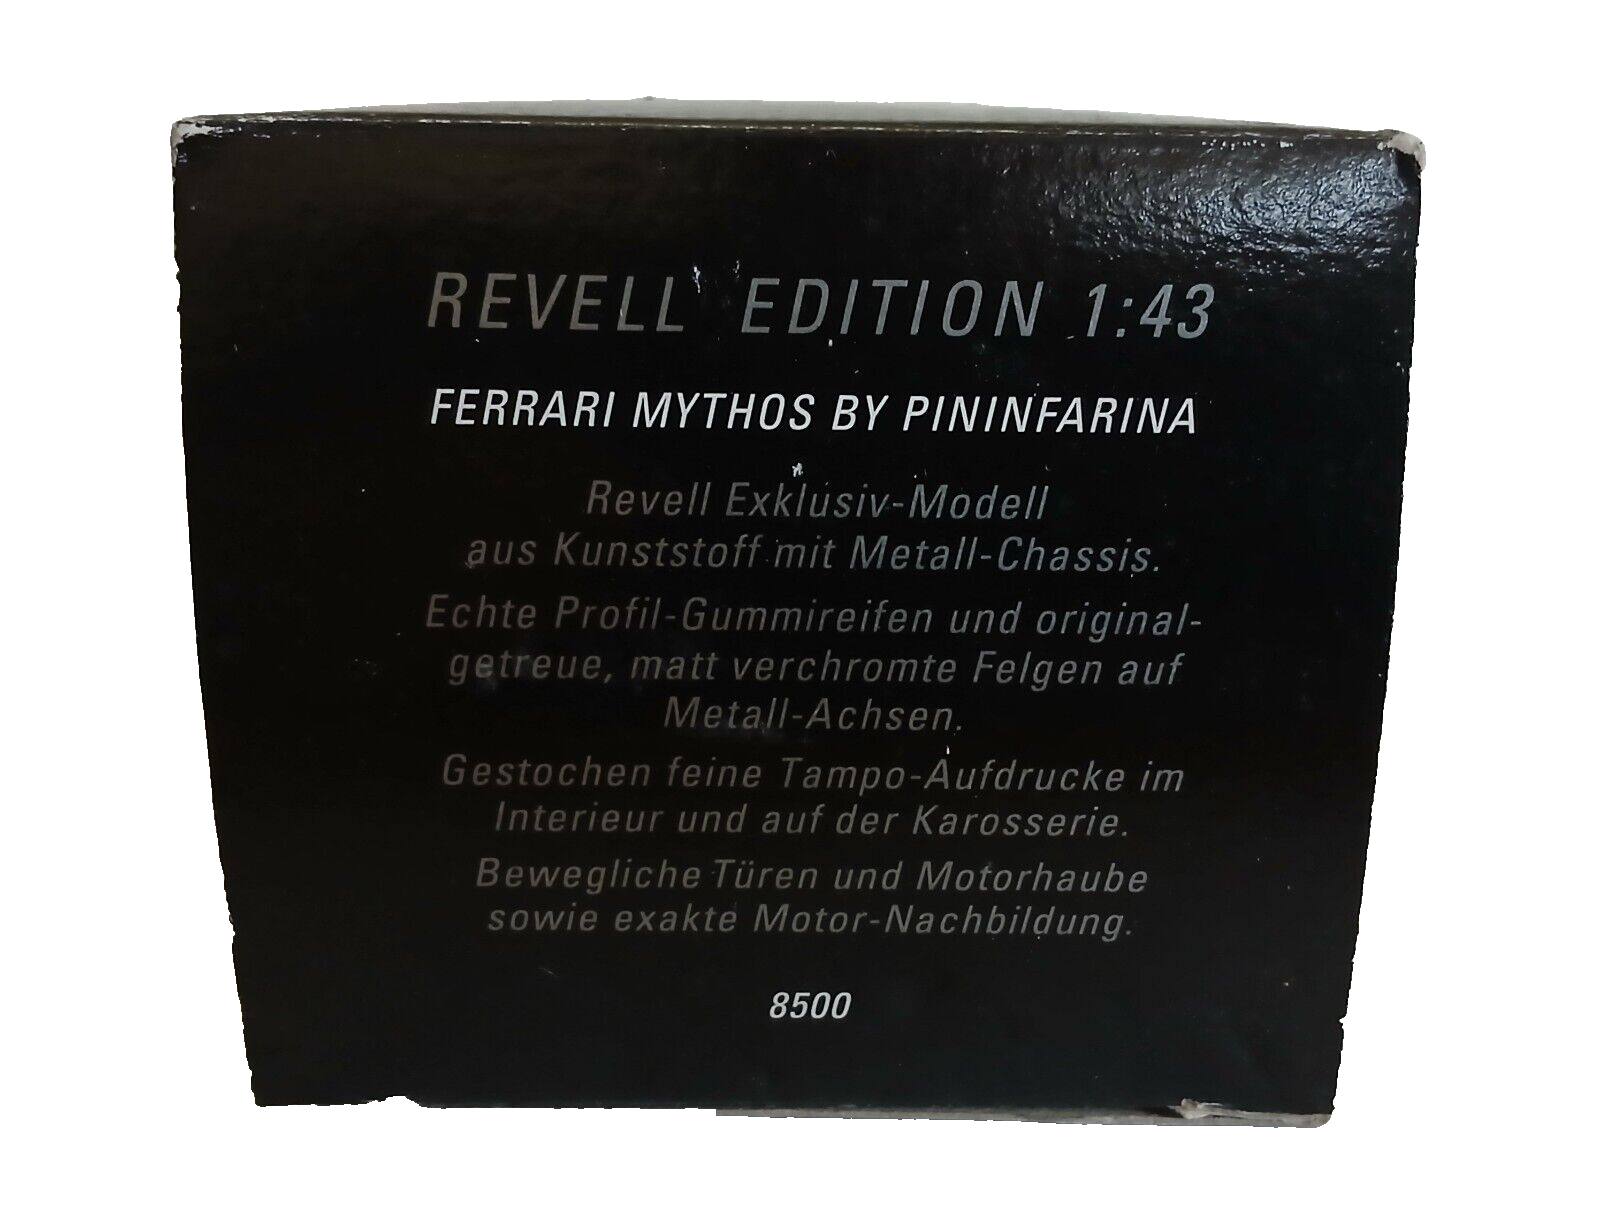 REVELL EDITION 1:43
FERRARI MYTHOS BY PININFARINA
Revell Exklusiv-Modell
aus Kunststoff mit Metall-Chassis.
Echte Profil-Gummireifen und original-
getreue, matt verchromte Felgen auf
Metall-Achsen.
Gestochen feine Tampo-Aufdrucke im
Interieur und auf der Karosserie.
Bewegliche Türen und Motorhaube
sowie exakte Motor-Nachbildung.
8500